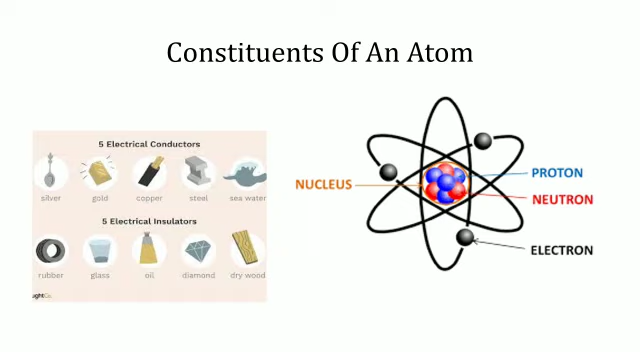 Constituents Of An Atom
5 Electrical Conductors
silver gold copper steel sea water
5 Electrical Insulators
rubber glass oil diamond dry wood
ughtCo.
NUCLEUS
PROTON
NEUTRON
ELECTRON